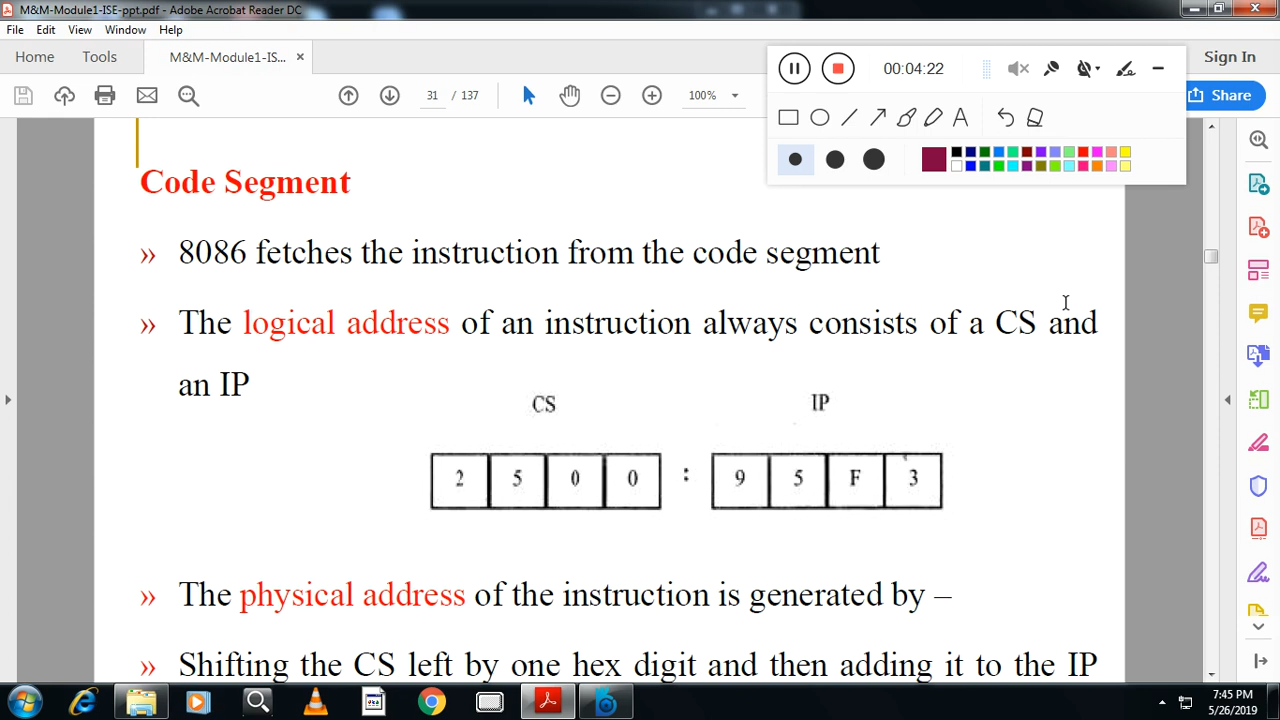 M&M-Module1-ISE-ppt.pdf - Adobe Acrobat Reader DC
File Edit View Window Help
Home Tools M&M-Module1-IS... ×
00:04:22
Sign In
31 / 137 100%
Share
A
Code Segment
» 8086 fetches the instruction from the code segment
» The logical address of an instruction always consists of a CS and
an IP
CS IP
2 5 0 0 : 9 5 F 3
» The physical address of the instruction is generated by –
» Shifting the CS left by one hex digit and then adding it to the IP
7:45 PM
5/26/2019